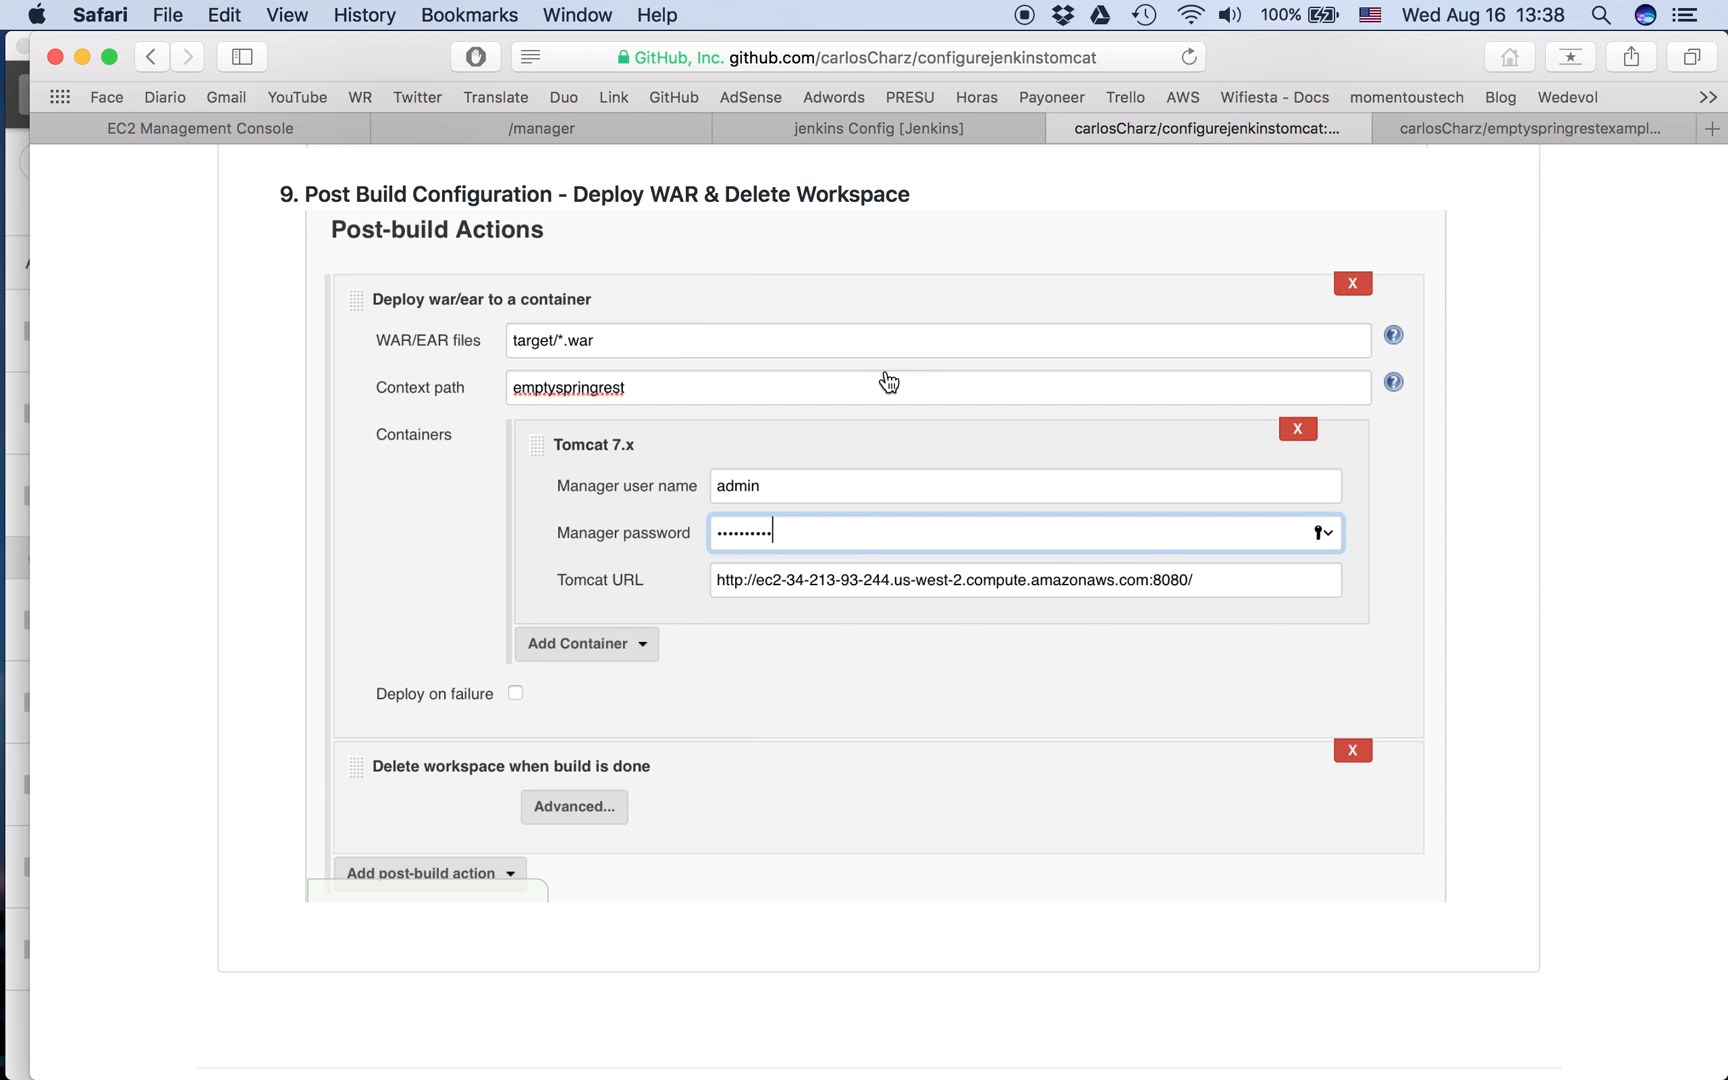 Safari File Edit View History Bookmarks Window Help 100% Wed Aug 16 13:38
GitHub, Inc. github.com/carlosCharz/configurejenkinstomcat
Face Diario Gmail YouTube WR Twitter Translate Duo Link GitHub AdSense Adwords PRESU Horas Payoneer Trello AWS Wifiesta - Docs momentoustech Blog Wedevol >>
EC2 Management Console /manager jenkins Config [Jenkins] carlosCharz/configurejenkinstomcat:... carlosCharz/emptyspringrestexampl... +
9. Post Build Configuration - Deploy WAR & Delete Workspace
Post-build Actions
X
Deploy war/ear to a container
WAR/EAR files target/*.war ?
Context path emptyspringrest ?
Containers
X
Tomcat 7.x
Manager user name admin
Manager password ••••••••••
Tomcat URL http://ec2-34-213-93-244.us-west-2.compute.amazonaws.com:8080/
Add Container
Deploy on failure
X
Delete workspace when build is done
Advanced...
Add post-build action